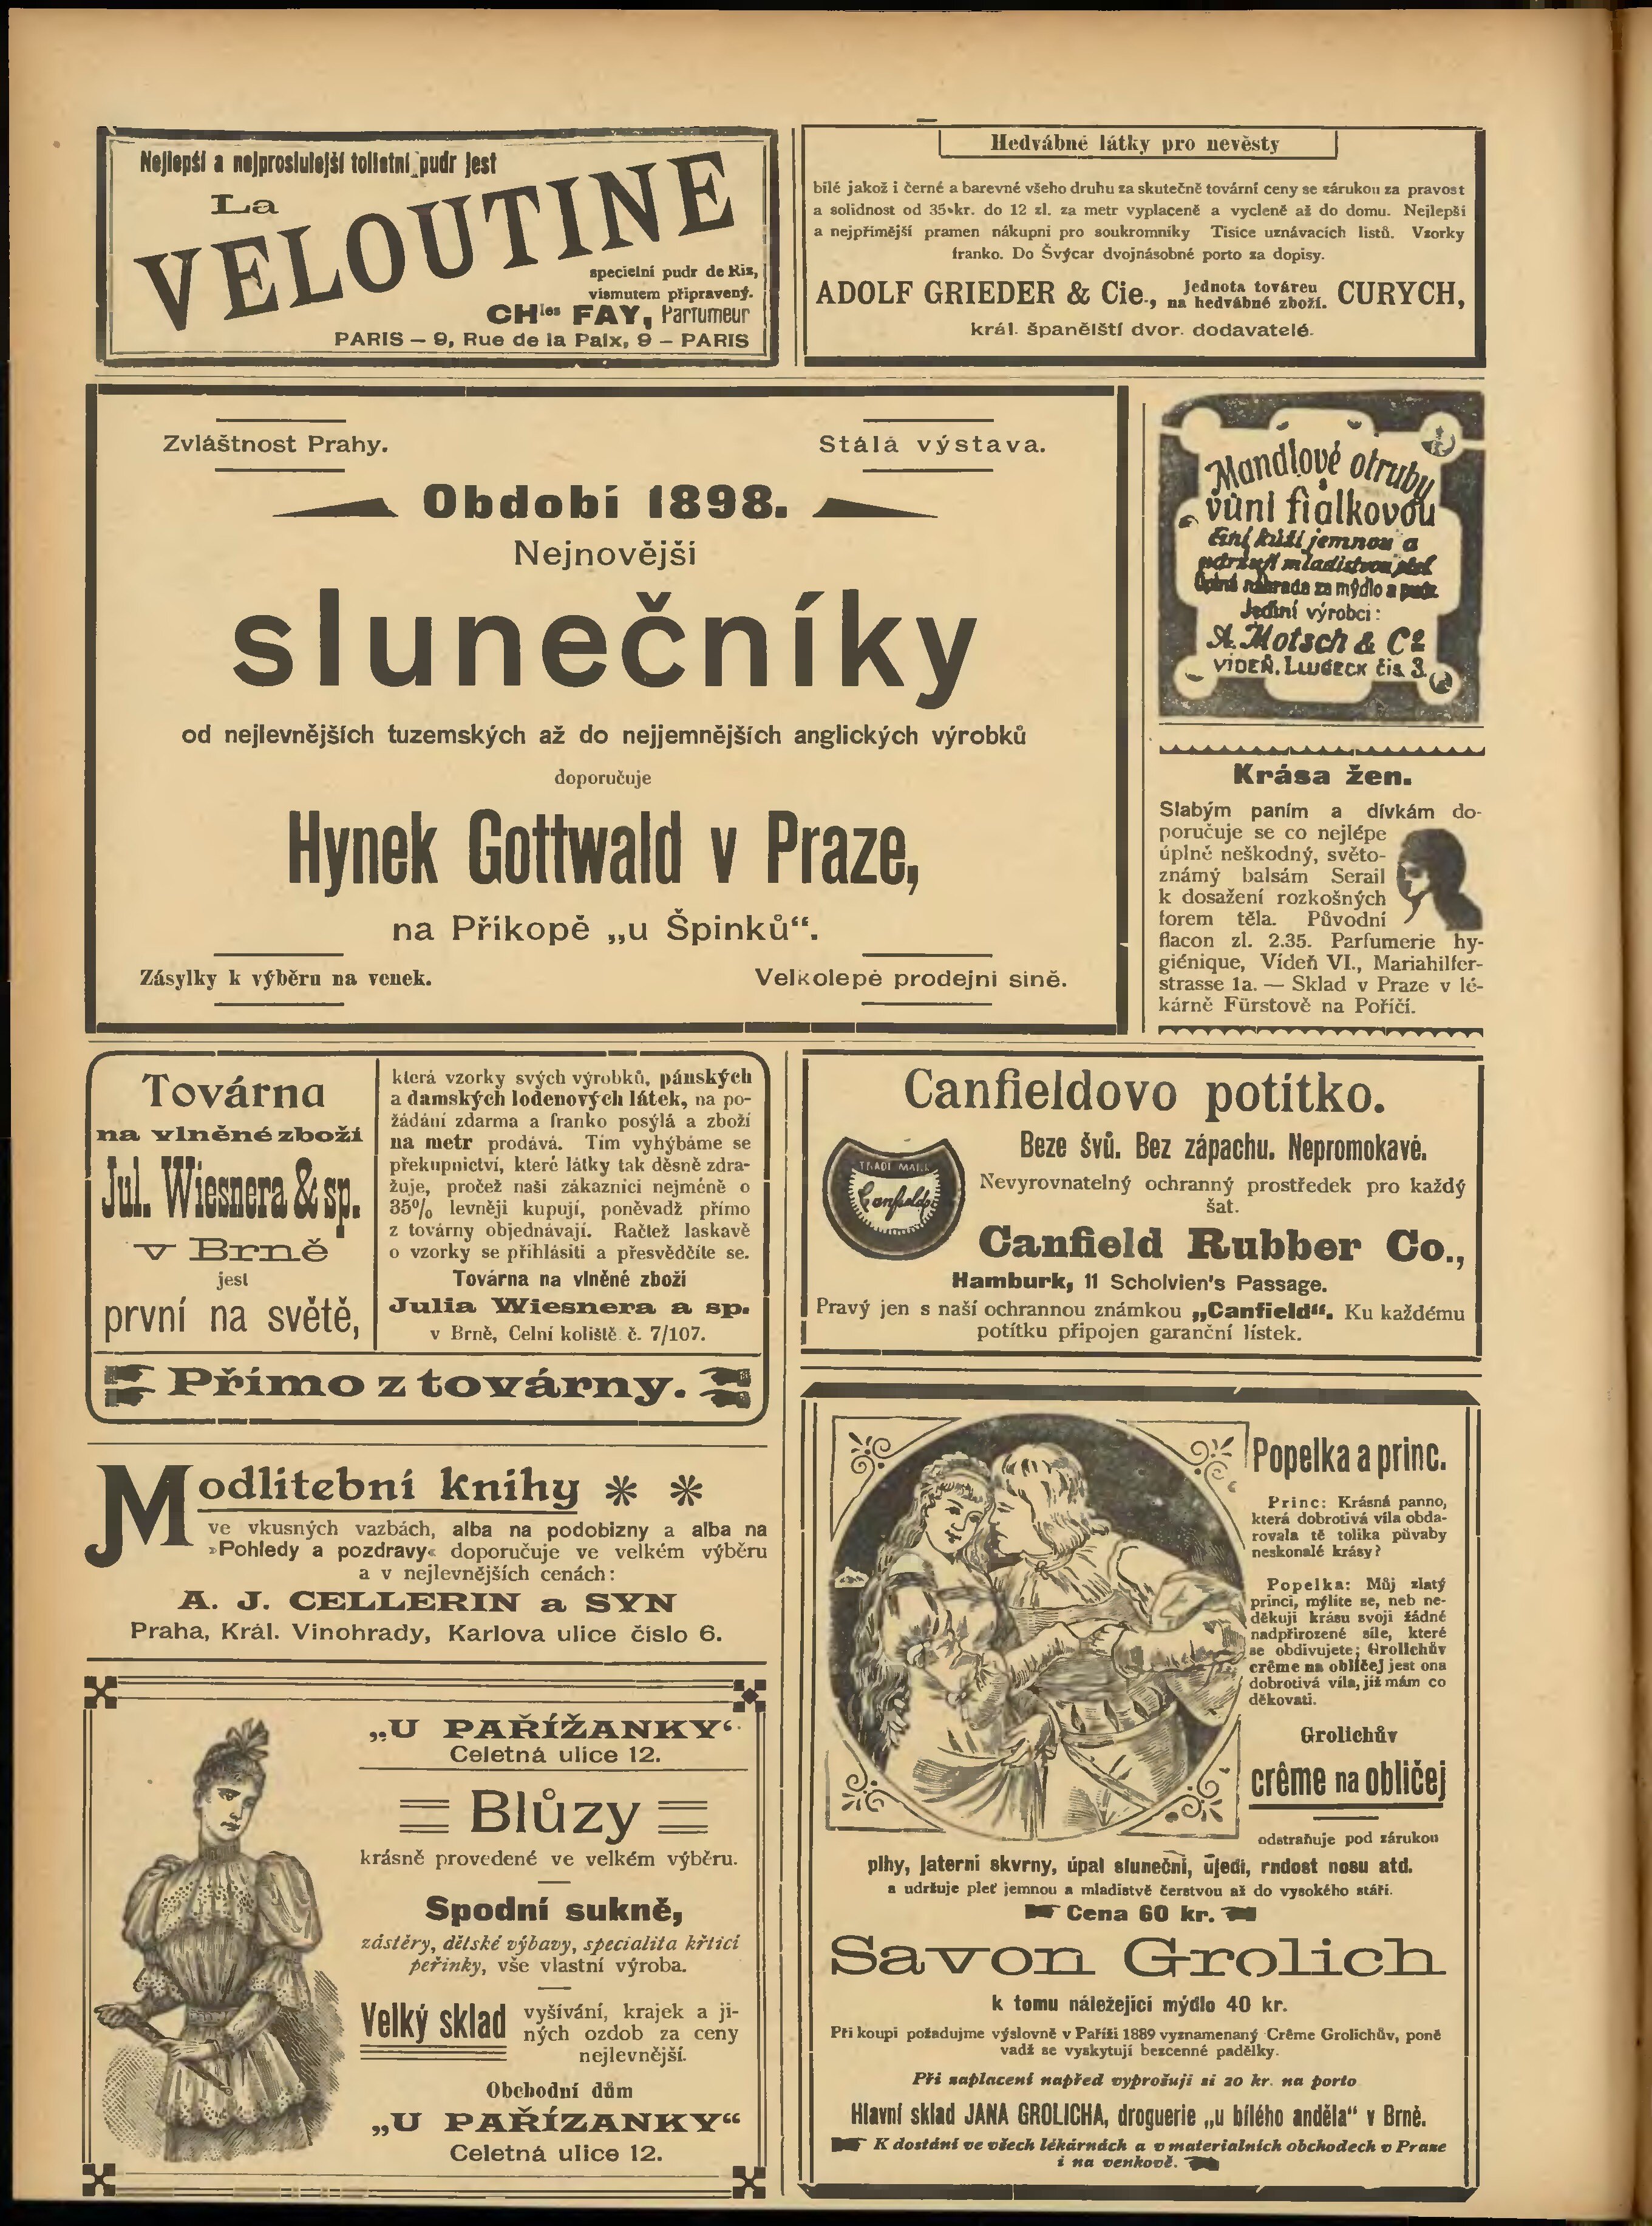 Nejlepší a nejproslulejší toiletní pudr jest
La
VELOUTINE
specielní pudr de Riz,
vismutem připravený.
CHles FAY, Parfumeur
PARIS — 9, Rue de la Paix, 9 — PARIS
Hedvábné látky pro nevěsty
bílé jakož i černé a barevné všeho druhu za skutečně tovární ceny se zárukou za pravost
a solidnost od 35 kr. do 12 zl. za metr vyplaceně a vycleně až do domu. Nejlepší
a nejpřímější pramen nákupní pro soukromníky Tisíce uznávacích listů. Vzorky
franko. Do Švýcar dvojnásobné porto za dopisy.
ADOLF GRIEDER & Cie., Jednota továren na hedvábné zboží. CURYCH,
král. španělští dvor. dodavatelé.
Zvláštnost Prahy.
Stálá výstava.
Období 1898.
Nejnovější
slunečníky
od nejlevnějších tuzemských až do nejjemnějších anglických výrobků
doporučuje
Hynek Gottwald v Praze,
na Příkopě „u Špinků“.
Zásylky k výběru na venek.
Velkolepé prodejní síně.
Mandlové otruby
vůní fialkovou
činí kůži jemnou a
udržují mladistvou pleť
náhrada za mýdlo a pudr.
Jediní výrobci:
A. Motsch & Co
VÍDEŇ, LUGECK čís. 3.
Krása žen.
Slabým paním a dívkám do-
poručuje se co nejlépe
úplně neškodný, světo-
známý balsám Serail
k dosažení rozkošných
forem těla. Původní
flacon zl. 2.35. Parfumerie hy-
giénique, Vídeň VI., Mariahilfer-
strasse 1a. — Sklad v Praze v lé-
kárně Fürstově na Poříčí.
Továrna
na vlněné zboží
Jul. Wiesnera & sp.
v Brně
jest
první na světě,
která vzorky svých výrobků, pánských
a damských lodenových látek, na po-
žádání zdarma a franko posýlá a zboží
na metr prodává. Tím vyhýbáme se
překupnictví, které látky tak děsně zdra-
žuje, pročež naši zákazníci nejméně o
35% levněji kupují, poněvadž přímo
z továrny objednávají. Račtež laskavě
o vzorky se přihlásiti a přesvědčíte se.
Továrna na vlněné zboží
Julia Wiesnera a sp.
v Brně, Celní koliště č. 7/107.
Přímo z továrny.
Canfieldovo potítko.
Beze švů. Bez zápachu. Nepromokavé.
TRADE MARK
Canfield
Nevyrovnatelný ochranný prostředek pro každý
šat.
Canfield Rubber Co.,
Hamburk, 11 Scholvien's Passage.
Pravý jen s naší ochrannou známkou „Canfield“. Ku každému
potítku připojen garanční lístek.
Modlitební knihy
ve vkusných vazbách, alba na podobizny a alba na
»Pohledy a pozdravy« doporučuje ve velkém výběru
a v nejlevnějších cenách:
A. J. CELLERIN a SYN
Praha, Král. Vinohrady, Karlova ulice číslo 6.
„U PAŘÍŽANKY“
Celetná ulice 12.
Blůzy
krásně provedené ve velkém výběru.
Spodní sukně,
zástěry, dětské výbavy, specialita křticí
peřinky, vše vlastní výroba.
Velký sklad
vyšívání, krajek a ji-
ných ozdob za ceny
nejlevnější.
Obchodní dům
„U PAŘÍZANKY“
Celetná ulice 12.
Popelka a princ.
Princ: Krásná panno,
která dobrotivá víla obda-
rovala tě tolika půvaby
neskonalé krásy?
Popelka: Můj zlatý
princi, mýlíte se, neb ne-
děkuji krásu svoji žádné
nadpřirozené síle, které
se obdivujete; Grolichův
crême na obličej jest ona
dobrotivá víla, již mám co
děkovati.
Grolichův
crême na obličej
odstraňuje pod zárukou
pihy, jaterní skvrny, úpal sluneční, újedi, rudost nosu atd.
a udržuje pleť jemnou a mladistvě čerstvou až do vysokého stáří.
Cena 60 kr.
Savon Grolich
k tomu náležející mýdlo 40 kr.
Při koupi požadujme výslovně v Paříži 1889 vyznamenaný Crême Grolichův, poně
vadž se vyskytují bezcenné padělky.
Při zaplacení napřed vyprošuji si 20 kr. na porto
Hlavní sklad JANA GROLICHA, droguerie „u bílého anděla“ v Brně.
K dostání ve všech lékárnách a v materialních obchodech v Praze
i na venkově.